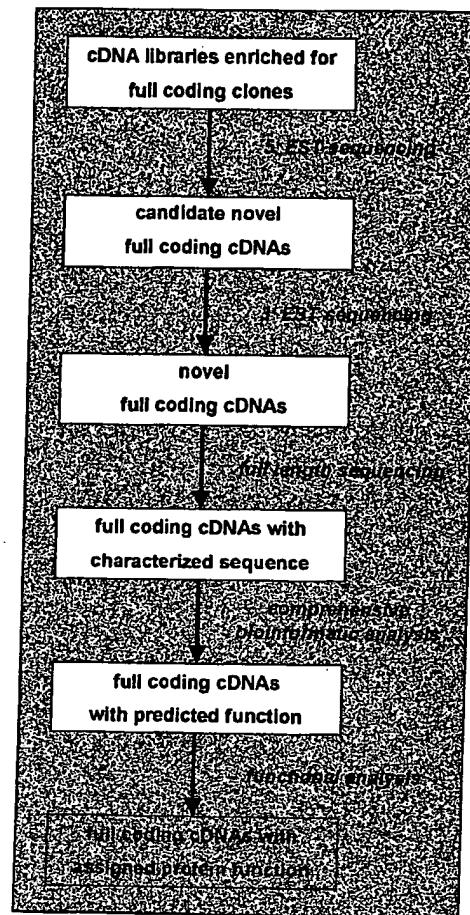 cDNA libraries enriched for
full coding clones
5' EST-sequencing
candidate novel
full coding cDNAs
3' EST-sequencing
novel
full coding cDNAs
full length sequencing
full coding cDNAs with
characterized sequence
comprehensive
bioinformatic analysis
full coding cDNAs
with predicted function
functional analysis
full coding cDNAs with
assigned protein function